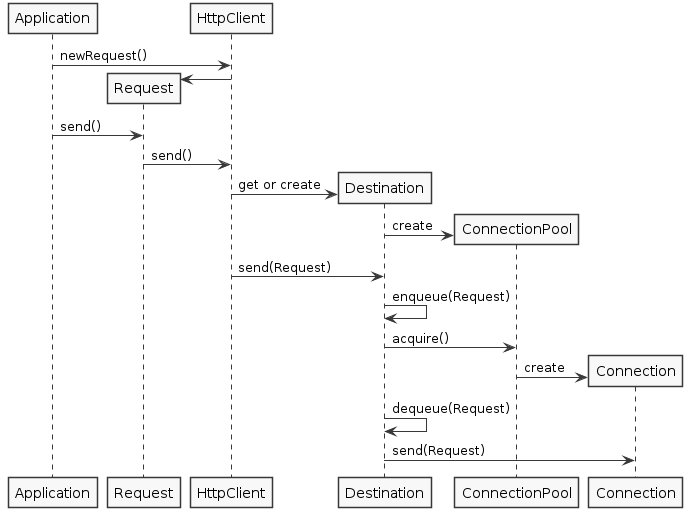 Application
HttpClient
newRequest()
Request
send()
send()
get or create
Destination
create
ConnectionPool
send(Request)
enqueue(Request)
acquire()
create
Connection
dequeue(Request)
send(Request)
Application
Request
HttpClient
Destination
ConnectionPool
Connection